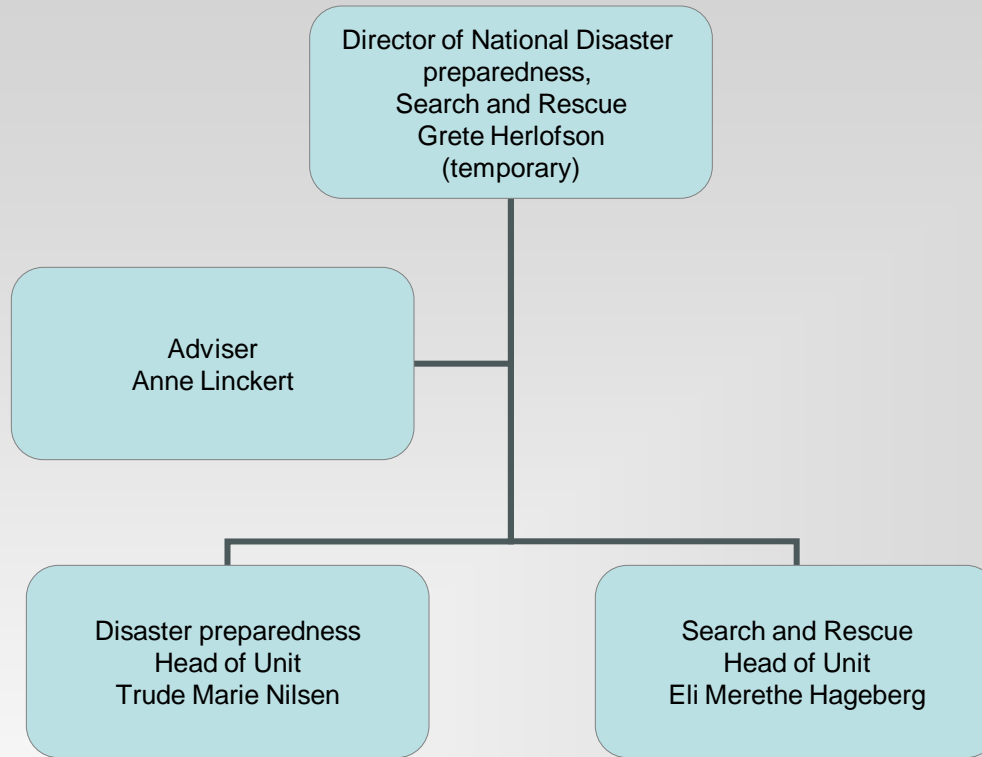 Director of National Disaster
preparedness,
Search and Rescue
Grete Herlofson
(temporary)
Adviser
Anne Linckert
Disaster preparedness
Head of Unit
Trude Marie Nilsen
Search and Rescue
Head of Unit
Eli Merethe Hageberg